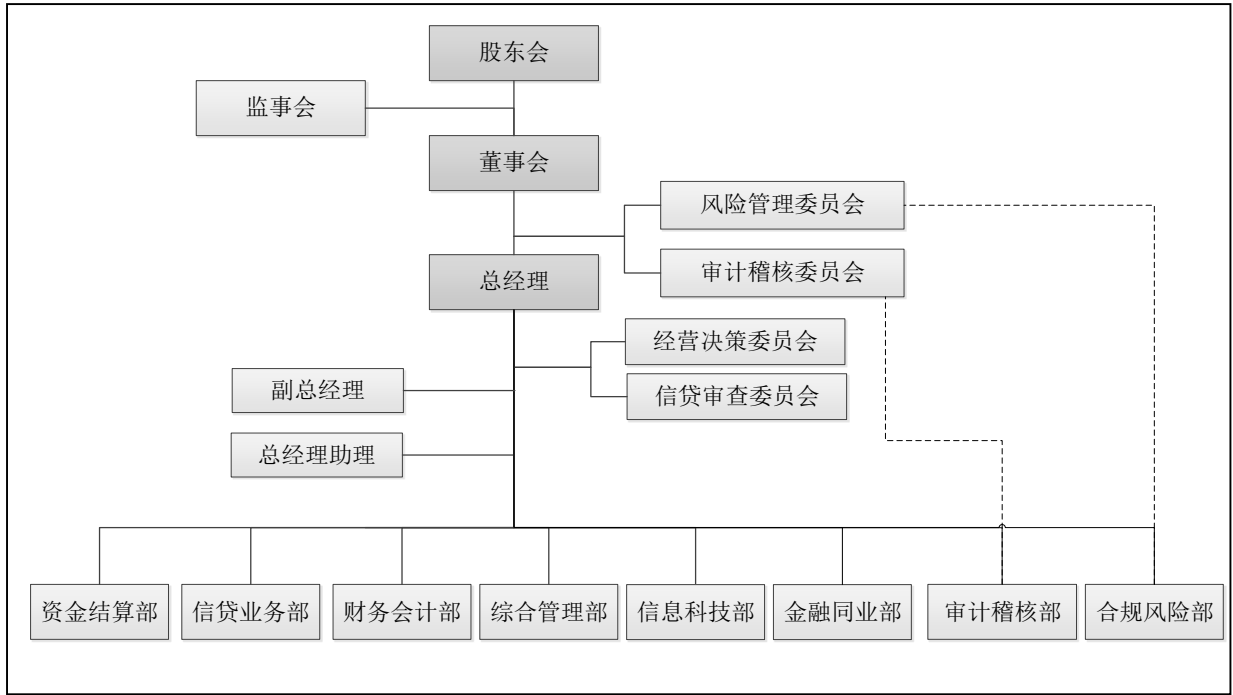 股东会
监事会
董事会
风险管理委员会
审计稽核委员会
总经理
经营决策委员会
副总经理
信贷审查委员会
总经理助理
资金结算部
信贷业务部
财务会计部
综合管理部
信息科技部
金融同业部
审计稽核部
合规风险部